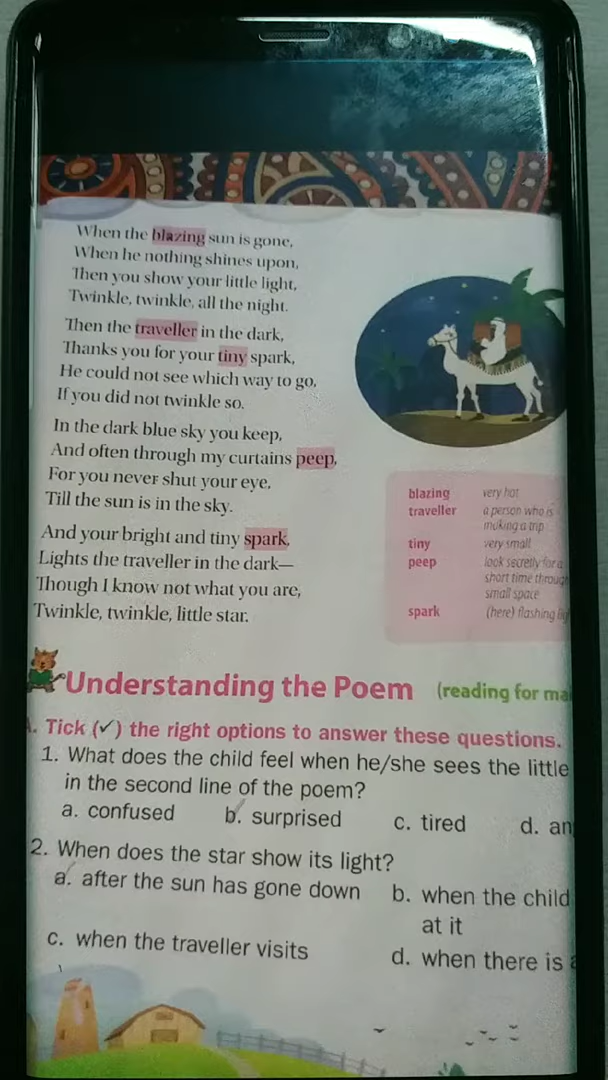 When the blazing sun is gone,
When he nothing shines upon,
Then you show your little light,
Twinkle, twinkle, all the night.
Then the traveller in the dark,
Thanks you for your tiny spark,
He could not see which way to go,
If you did not twinkle so.
In the dark blue sky you keep,
And often through my curtains peep,
For you never shut your eye,
Till the sun is in the sky.
And your bright and tiny spark,
Lights the traveller in the dark—
Though I know not what you are,
Twinkle, twinkle, little star.
blazing very hot
traveller a person who is
making a trip
tiny very small
peep look secretly for a
short time through
small space
spark (here) flashing
Understanding the Poem (reading for
Tick (✓) the right options to answer these questions.
1. What does the child feel when he/she sees the little
in the second line of the poem?
a. confused b. surprised c. tired d.
2. When does the star show its light?
a. after the sun has gone down b. when the child
at it
c. when the traveller visits d. when there is